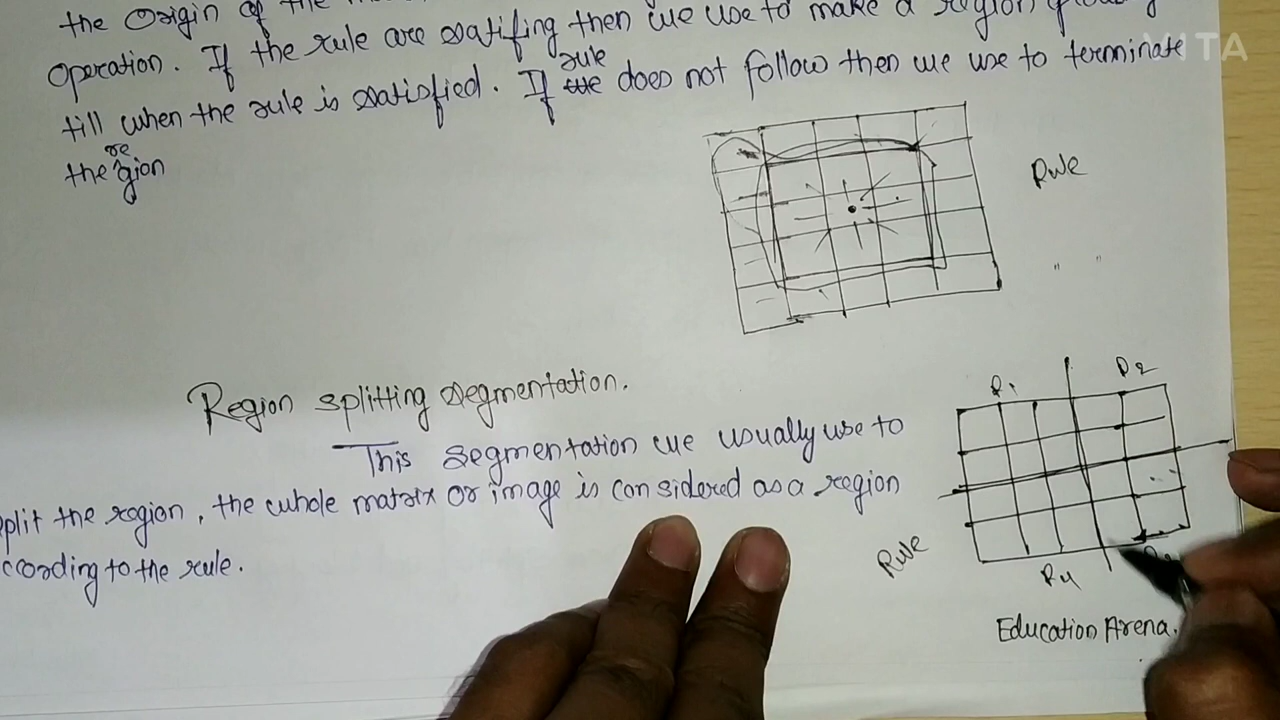 the Origin of the
Operation. If the rule are satifing then we use to make a region
till when the rule is satisfied. If rule does not follow then we use to terminate
the region
VITA
Rule
Region splitting segmentation.
This segmentation we usually use to
plit the region, the whole matrix or image is considered as a region
ccording to the rule.
R1 R2
Rule
R4
Education Arena.